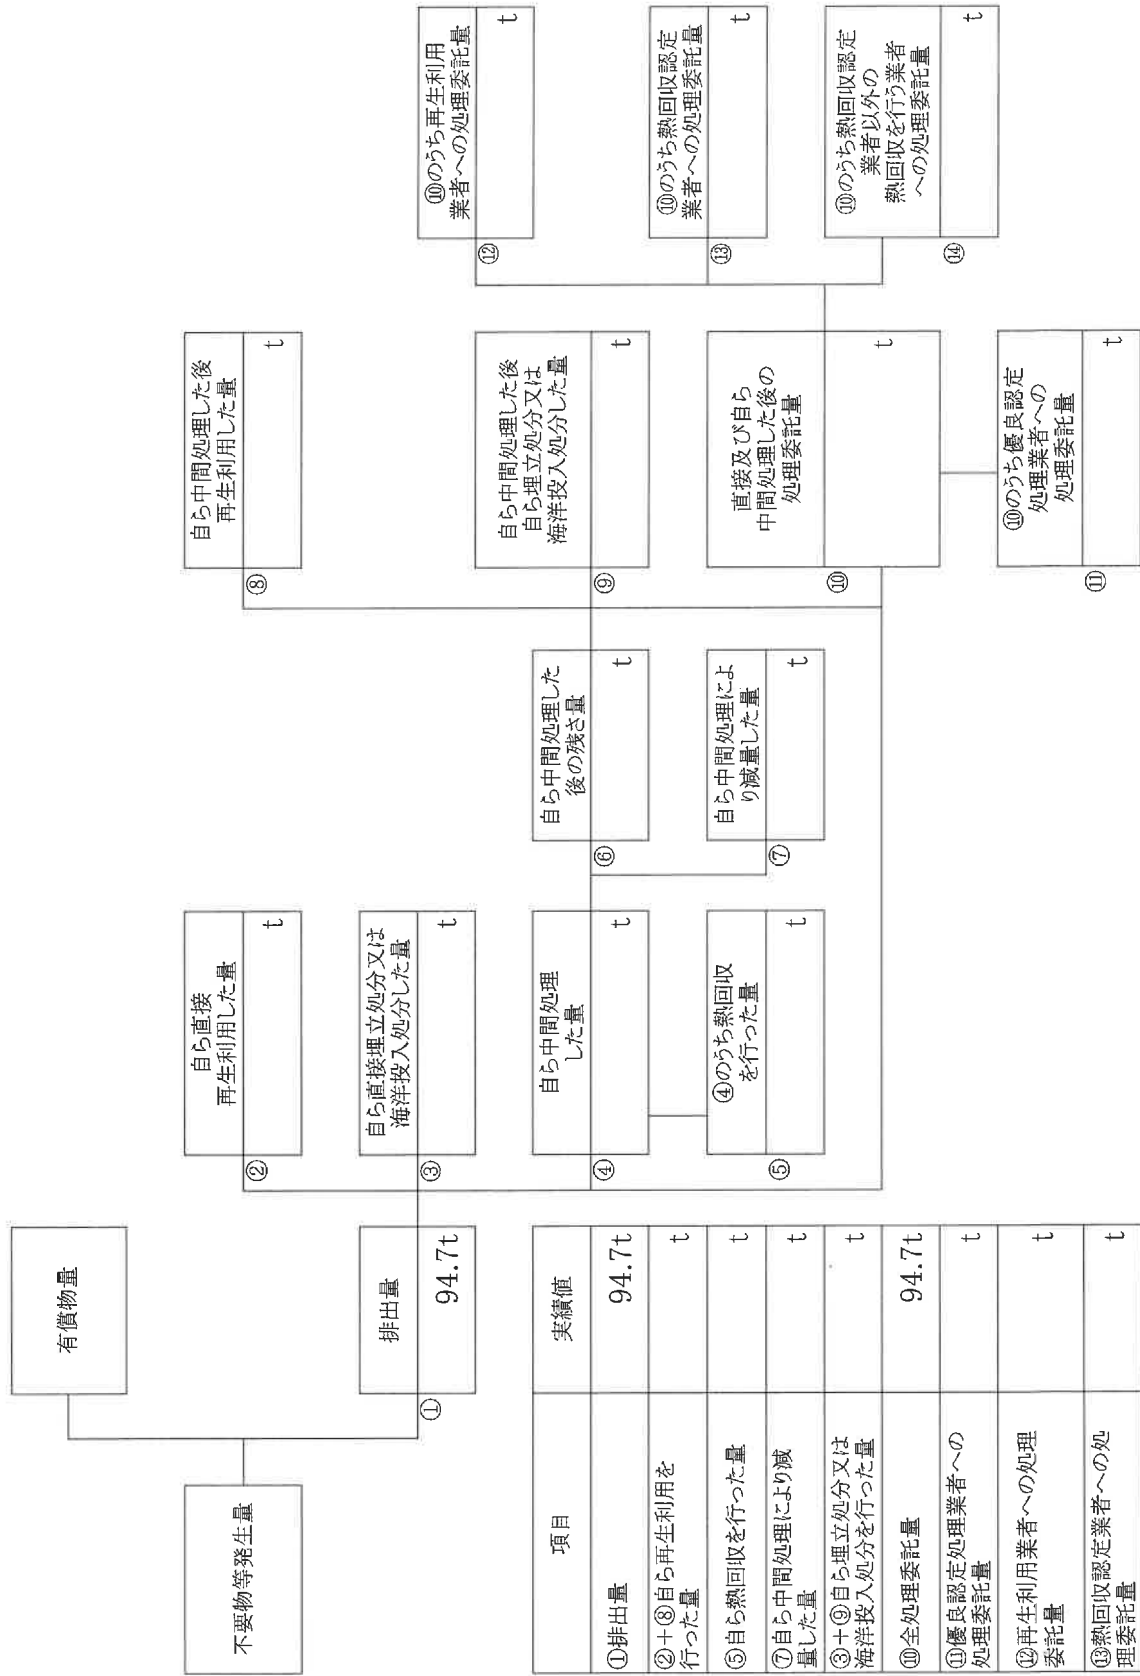 不要物等発生量
有償物量
①
排出量
94.7t
②
自ら直接
再生利用した量
t
③
自ら直接埋立処分又は
海洋投入処分した量
t
④
自ら中間処理
した量
t
⑤
④のうち熱回収
を行った量
t
⑥
自ら中間処理した
後の残さ量
t
⑦
自ら中間処理によ
り減量した量
t
⑧
自ら中間処理した後
再生利用した量
t
⑨
自ら中間処理した後
自ら埋立処分又は
海洋投入処分した量
t
⑩
直接及び自ら
中間処理した後の
処理委託量
t
⑪
⑩のうち優良認定
処理業者への
処理委託量
t
⑫
⑩のうち再生利用
業者への処理委託量
t
⑬
⑩のうち熱回収認定
業者への処理委託量
t
⑭
⑩のうち熱回収認定
業者以外の
熱回収を行う業者
への処理委託量
t
項目 実績値
①排出量 94.7t
②+⑧自ら再生利用を
行った量 t
⑤自ら熱回収を行った量 t
⑦自ら中間処理により減
量した量 t
③+⑨自ら埋立処分又は
海洋投入処分を行った量 t
⑩全処理委託量 94.7t
⑪優良認定処理業者への
処理委託量 t
⑫再生利用業者への処理
委託量 t
⑬熱回収認定業者への処
理委託量 t